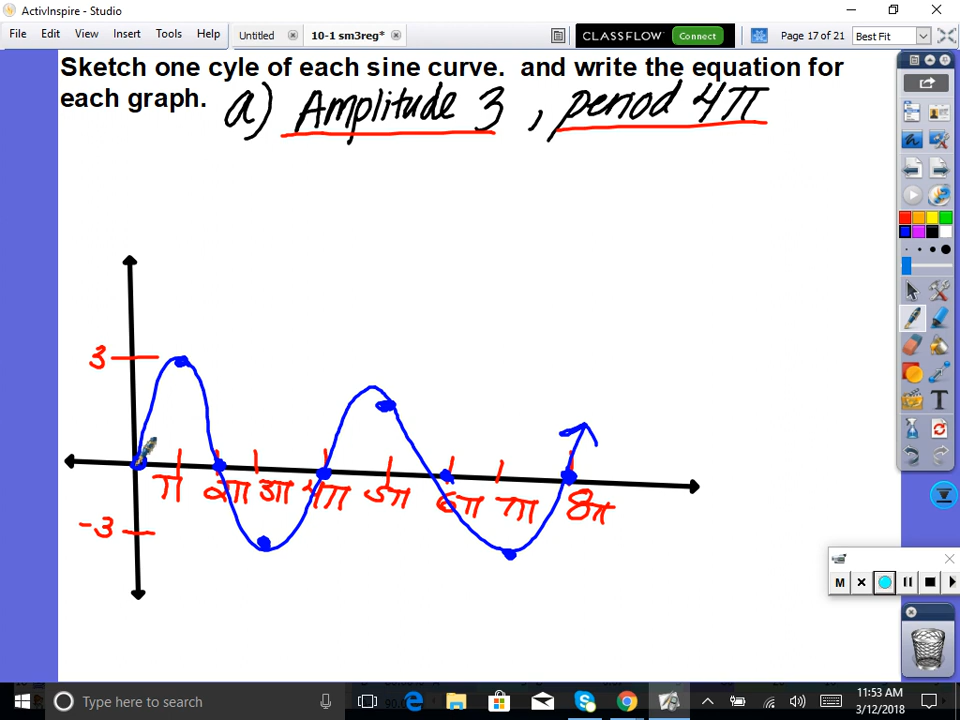 ActivInspire - Studio
File Edit View Insert Tools Help Untitled 10-1 sm3reg* CLASSFLOW Connect Page 17 of 21 Best Fit
Sketch one cyle of each sine curve. and write the equation for
each graph. a) Amplitude 3 , period 4π
3
π 2π 3π 4π 5π 6π 7π 8π
-3
M
T
Type here to search
11:53 AM
3/12/2018